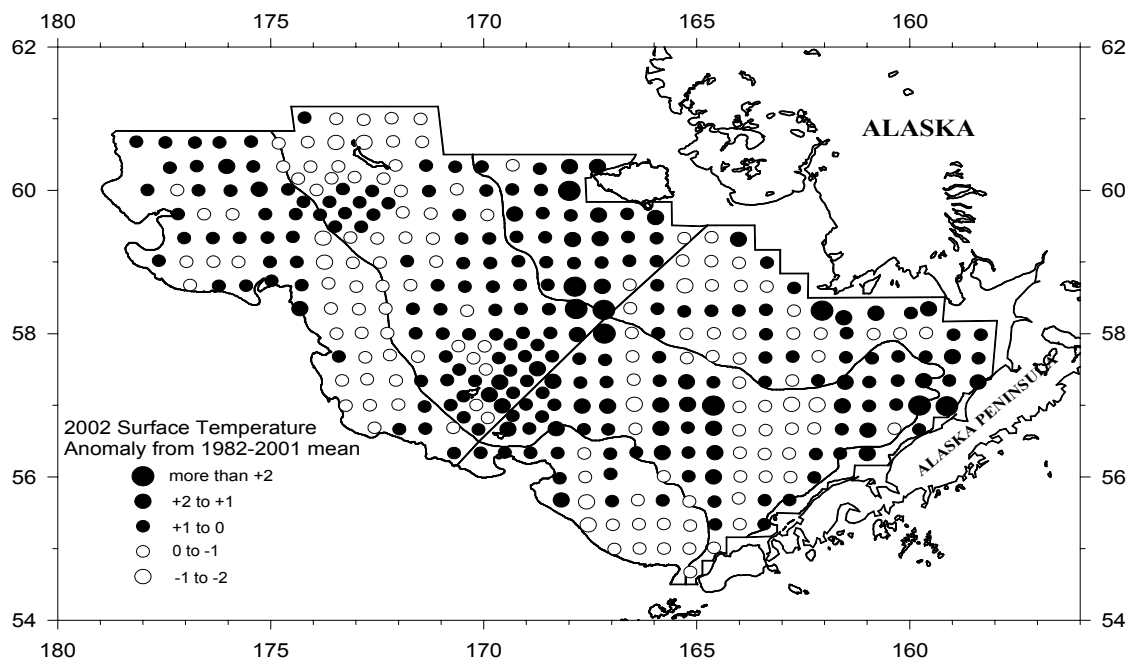 180 175 170 165 160
62 62
ALASKA
60 60
58 58
ALASKA PENINSULA
2002 Surface Temperature
Anomaly from 1982-2001 mean
more than +2
+2 to +1
+1 to 0
0 to -1
-1 to -2
56 56
54 54
180 175 170 165 160